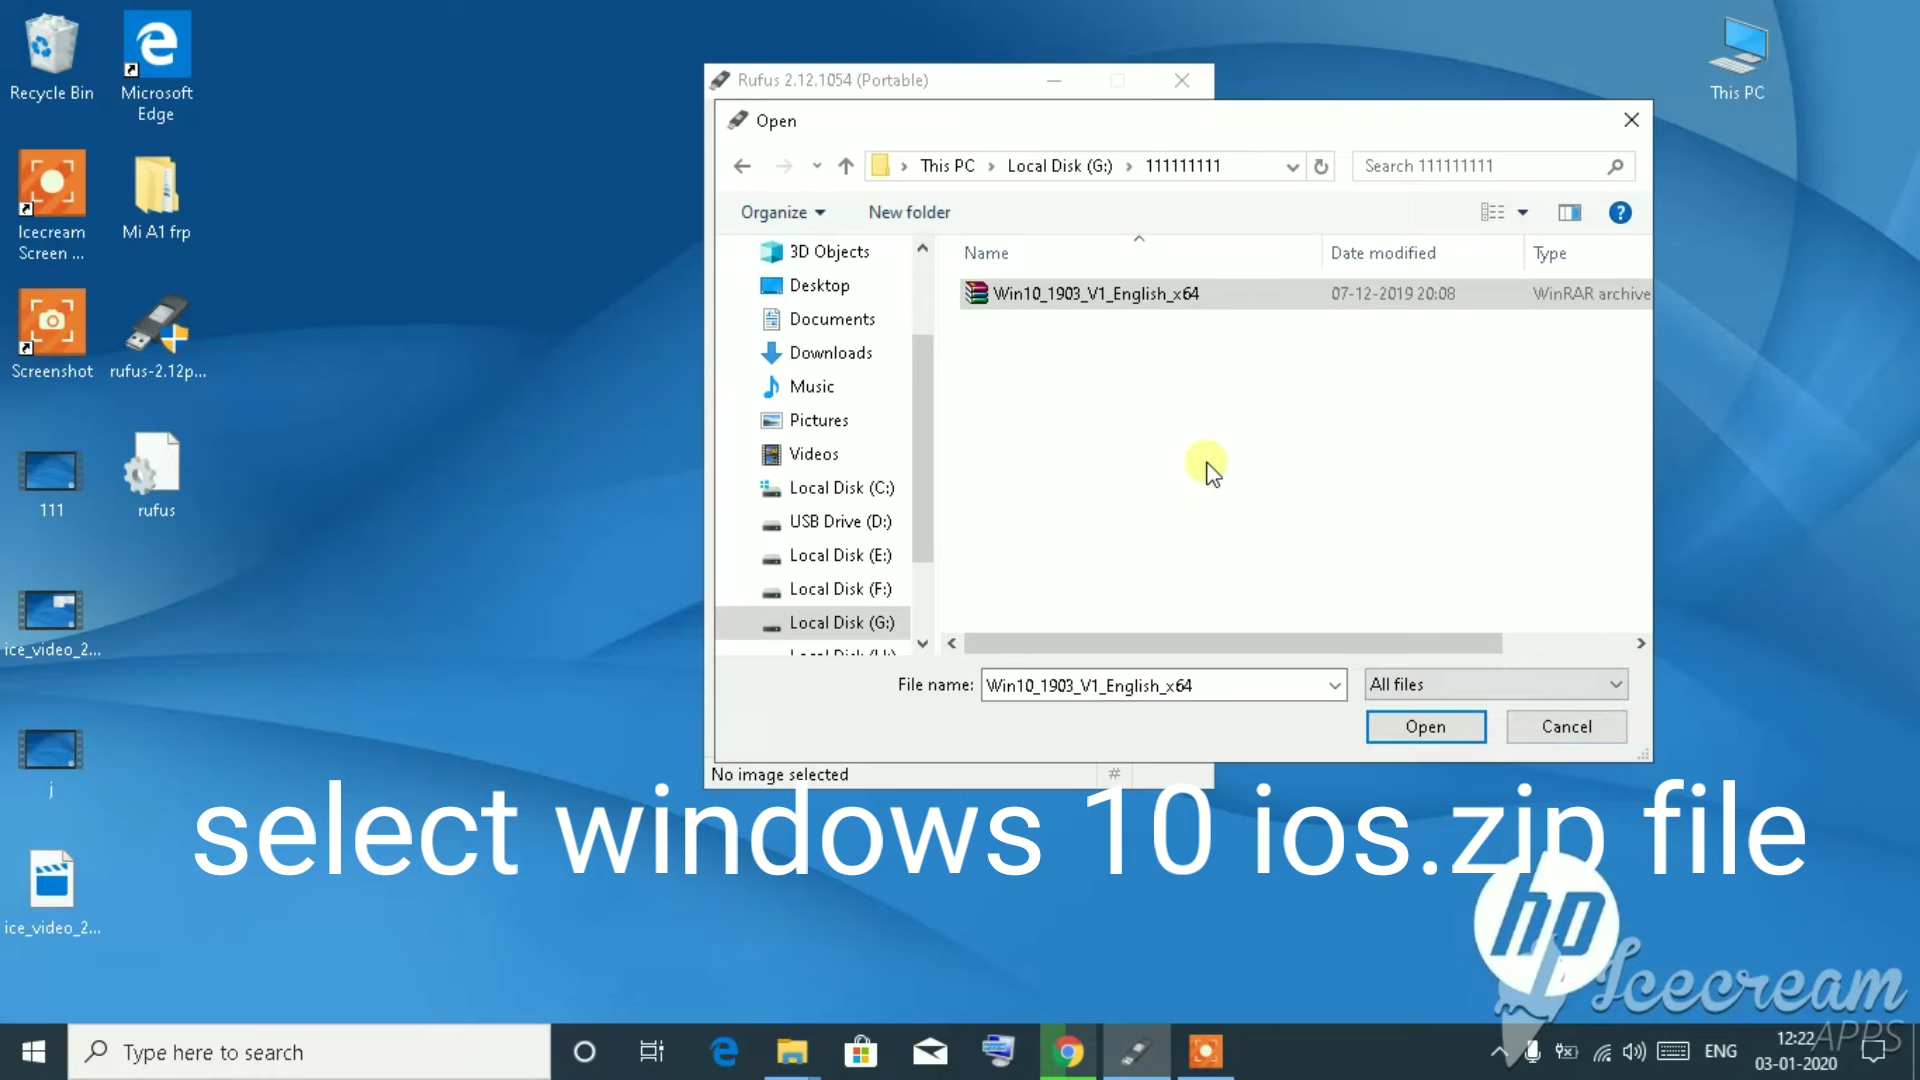 Recycle Bin
Microsoft Edge
This PC
Icecream Screen ...
Mi A1 frp
Screenshot
rufus-2.12p...
111
rufus
ice_video_2...
j
ice_video_2...
Rufus 2.12.1054 (Portable)
Open
This PC > Local Disk (G:) > 111111111
Search 111111111
Organize
New folder
?
3D Objects
Desktop
Documents
Downloads
Music
Pictures
Videos
Local Disk (C:)
USB Drive (D:)
Local Disk (E:)
Local Disk (F:)
Local Disk (G:)
Name Date modified Type
Win10_1903_V1_English_x64 07-12-2019 20:08 WinRAR archive
File name: Win10_1903_V1_English_x64
All files
Open
Cancel
No image selected
#
select windows 10 ios.zip file
hp
Icecream
APPS
Type here to search
ENG
12:22
03-01-2020